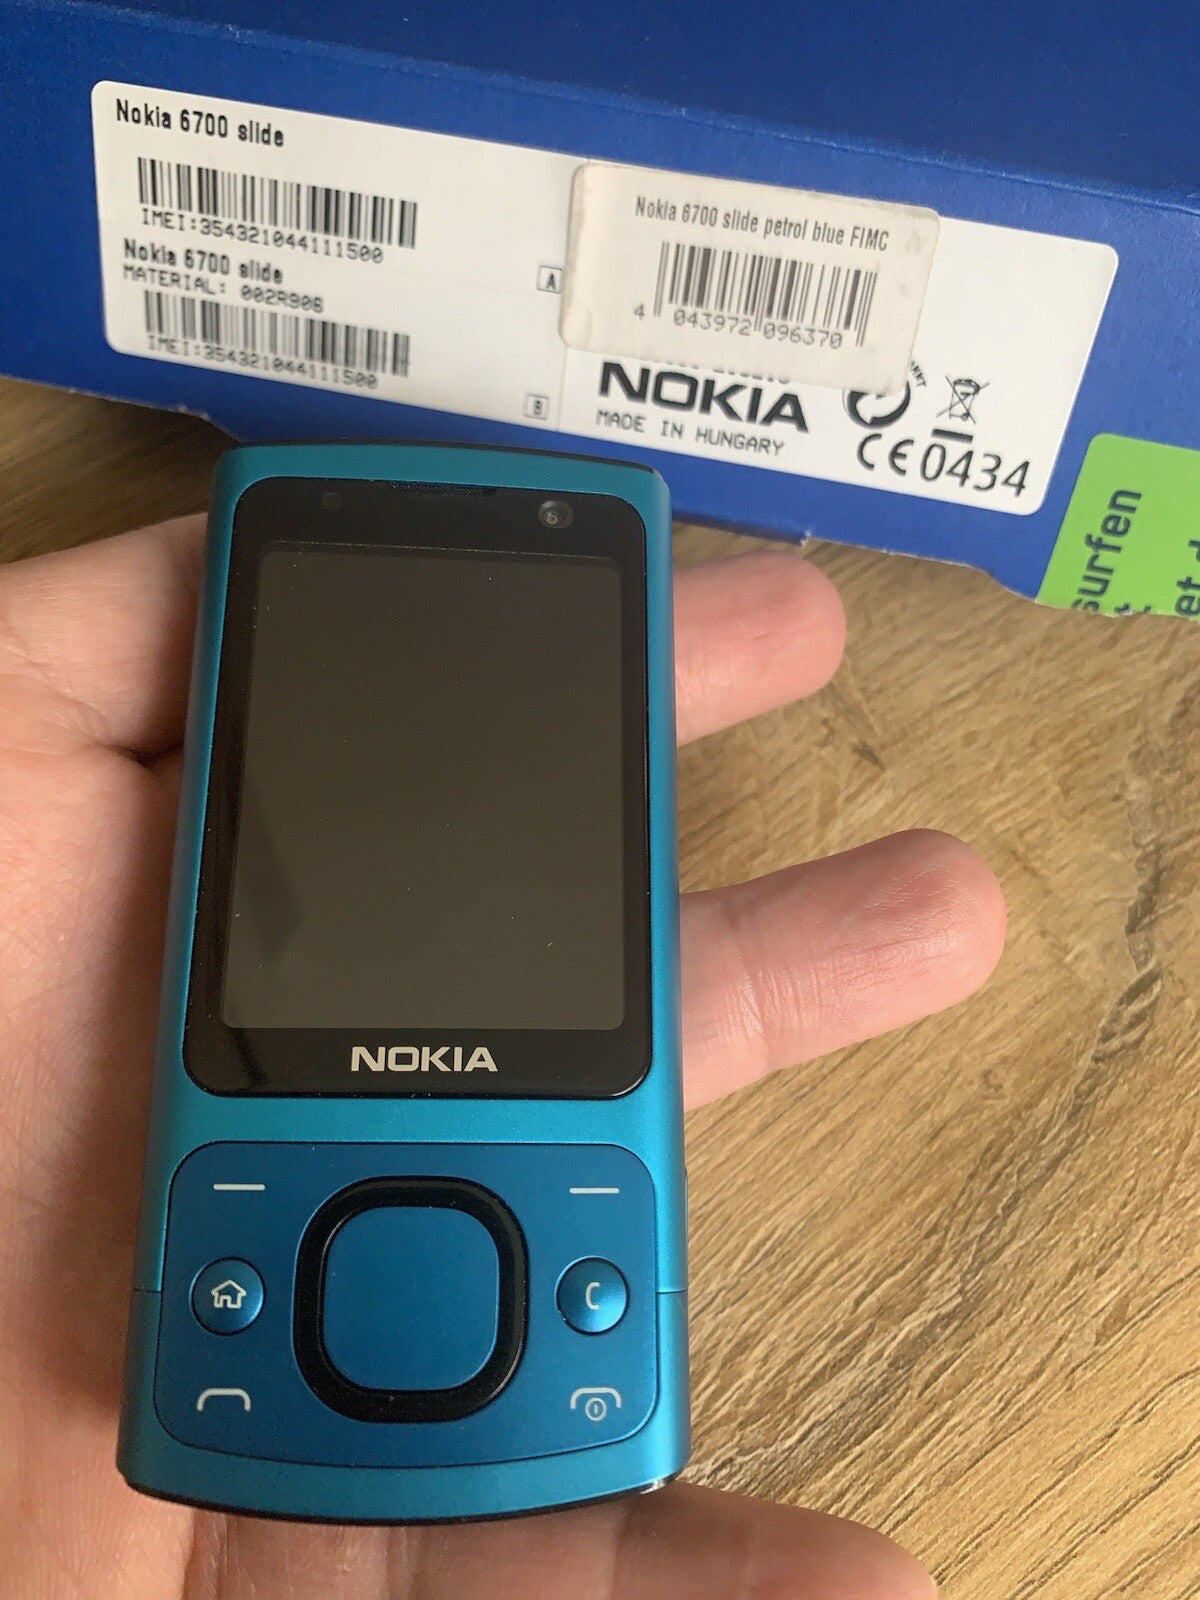 Nokia 6700 slide
IMEI:354321044111500
Nokia 6700 slide
MATERIAL: 002R906
IMEI:354321044111500
A
B
Nokia 6700 slide petrol blue FIMC
4 043972 096370
NOKIA
MADE IN HUNGARY
CE0434
surfen
NOKIA